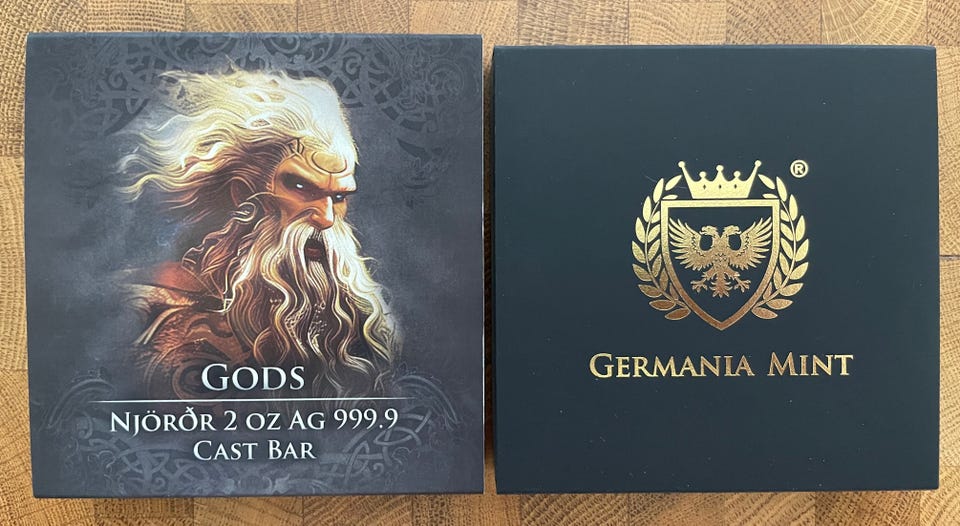 Gods
Njörðr 2 oz Ag 999.9
Cast Bar
®
Germania Mint